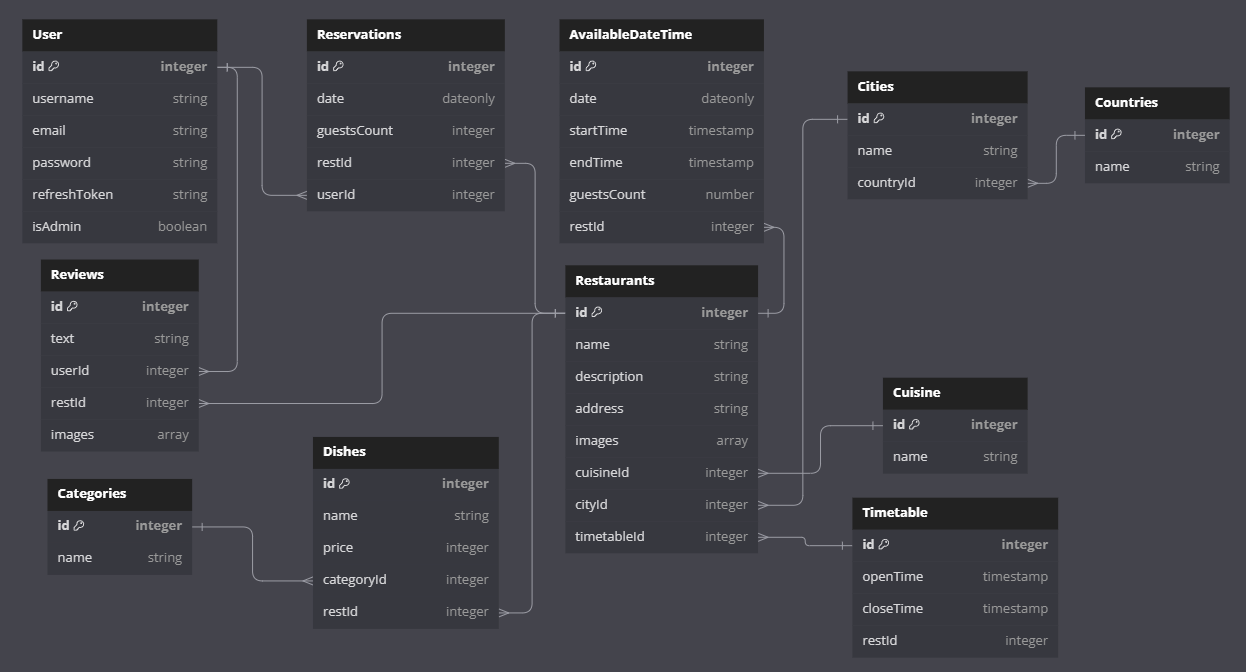 User
id integer
username string
email string
password string
refreshToken string
isAdmin boolean
Reservations
id integer
date dateonly
guestsCount integer
restId integer
userId integer
AvailableDateTime
id integer
date dateonly
startTime timestamp
endTime timestamp
guestsCount number
restId integer
Cities
id integer
name string
countryId integer
Countries
id integer
name string
Reviews
id integer
text string
userId integer
restId integer
images array
Restaurants
id integer
name string
description string
address string
images array
cuisineId integer
cityId integer
timetableId integer
Cuisine
id integer
name string
Categories
id integer
name string
Dishes
id integer
name string
price integer
categoryId integer
restId integer
Timetable
id integer
openTime timestamp
closeTime timestamp
restId integer